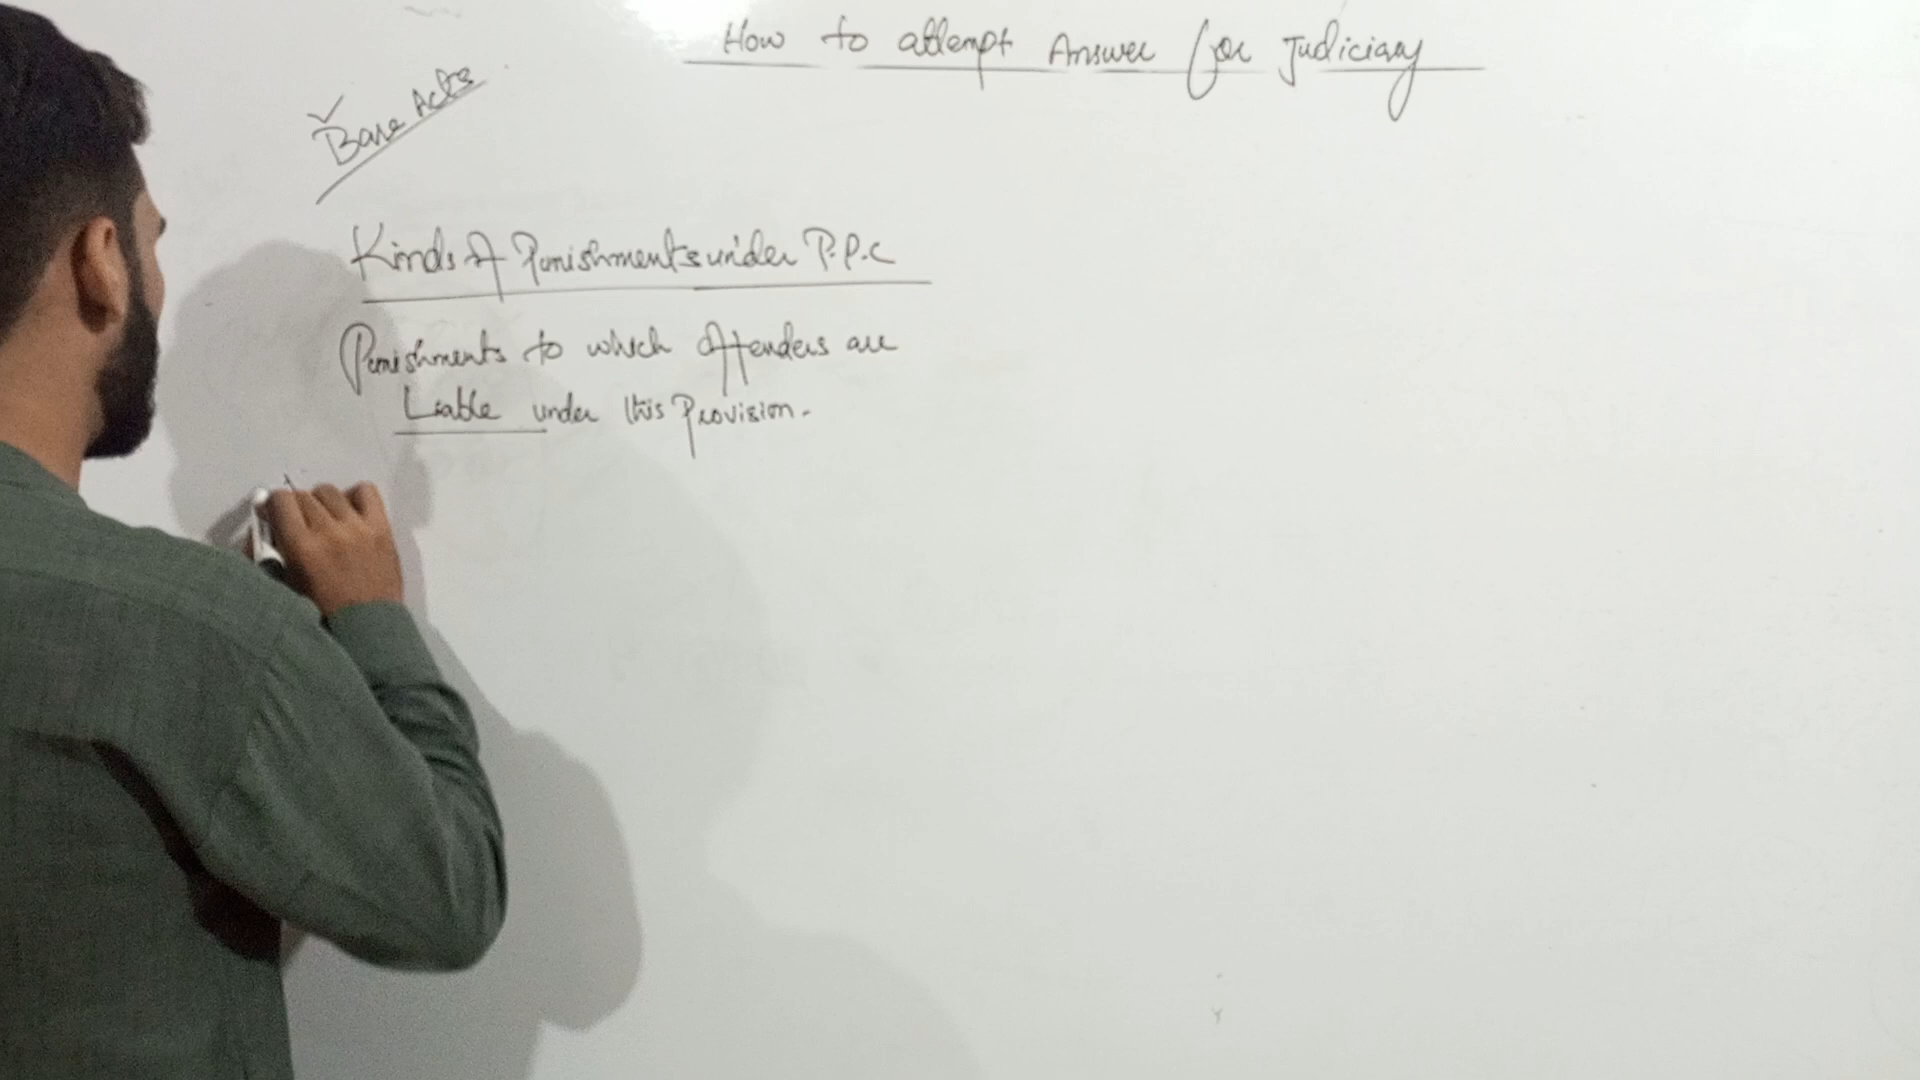 How to attempt Answer for Judiciary
Bare Acts
Kinds of Punishments under P.P.C
Punishments to which offenders are
Liable under this Provision.